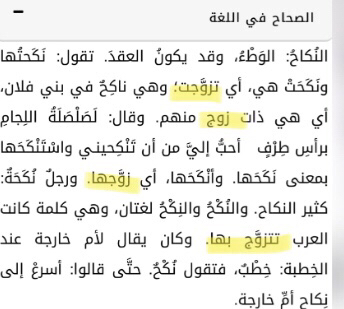 الصحاح في اللغة
النُكاحُ: الوَطْءُ، وقد يكونُ العقدَ. تقول: نَكَحتُها
ونَكَحَتْ هي، أي تزوَّجت؛ وهي ناكِحٌ في بني فلان،
أي هي ذات زوج منهم. وقال: لَصَلْصَلَةُ اللِجامِ
برأسِ طِرْفٍ أحبُّ إليَّ من أن تَنْكِحيني واسْتَنْكَحَها
بمعنى نَكَحَها. وأنْكَحَها، أي زوَّجها. ورجلٌ نُكَحَةٌ:
كثير النكاح. والنُكْحُ والنِكْحُ لغتان، وهي كلمة كانت
العرب تتزوَّج بها. وكان يقال لأم خارجة عند
الخِطبة: خِطْبٌ، فتقول نُكْحٌ. حتَّى قالوا: أسرعْ إلى
نِكاحِ أمِّ خارجة.